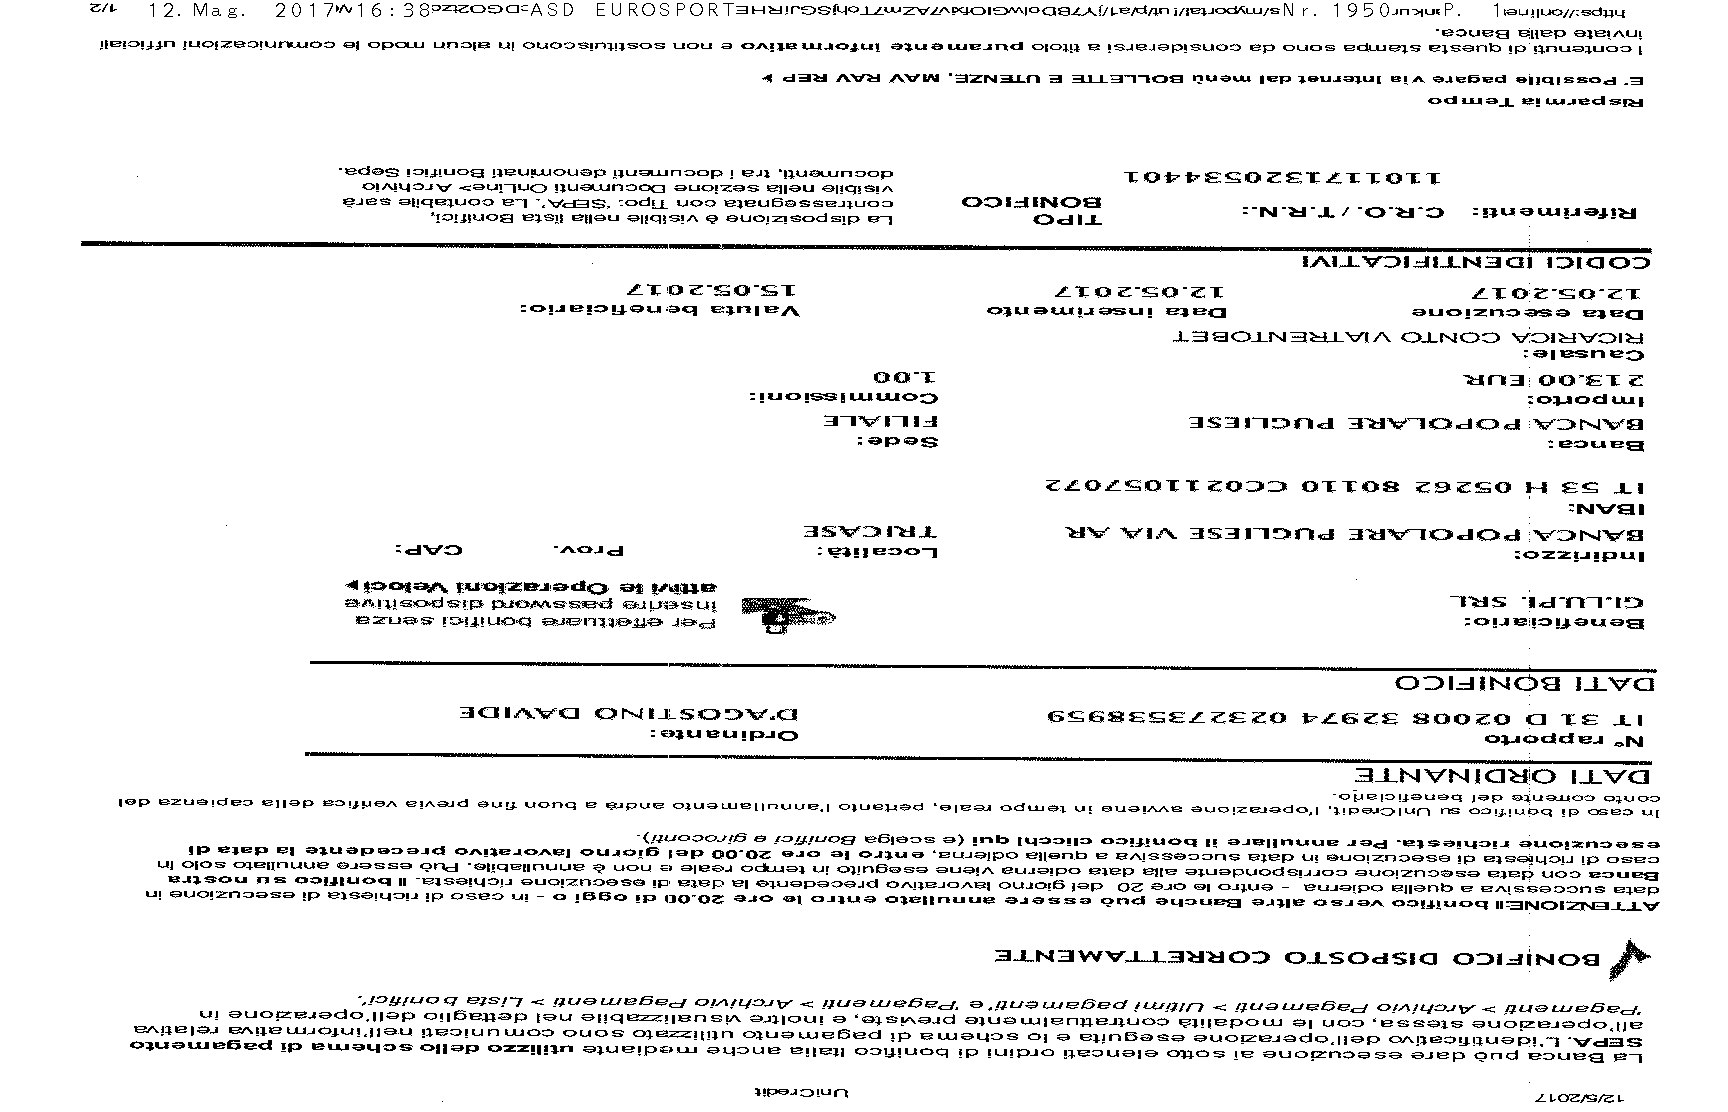 12/5/2017 UniCredit
La Banca può dare esecuzione ai sotto elencati ordini di bonifico Italia anche mediante utilizzo dello schema di pagamento
SEPA. L'identificativo dell'operazione eseguita e lo schema di pagamento utilizzato sono comunicati nell'informativa relativa
all'operazione stessa, con le modalità contrattualmente previste, e inoltre visualizzabile nel dettaglio dell'operazione in
'Pagamenti > Archivio Pagamenti > Ultimi pagamenti' e 'Pagamenti > Archivio Pagamenti > Lista bonifici'.
BONIFICO DISPOSTO CORRETTAMENTE
ATTENZIONE:Il bonifico verso altre Banche può essere annullato entro le ore 20.00 di oggi o - in caso di richiesta di esecuzione in
data successiva a quella odierna - entro le ore 20 del giorno lavorativo precedente la data di esecuzione richiesta. Il bonifico su nostra
Banca con data esecuzione corrispondente alla data odierna viene eseguito in tempo reale e non è annullabile. Può essere annullato solo in
caso di richiesta di esecuzione in data successiva a quella odierna, entro le ore 20.00 del giorno lavorativo precedente la data di
esecuzione richiesta. Per annullare il bonifico clicchi qui (e scelga Bonifici e giroconti).
In caso di bonifico su UniCredit, l'operazione avviene in tempo reale, pertanto l'annullamento andrà a buon fine previa verifica della capienza del
conto corrente del beneficiario.
DATI ORDINANTE
N° rapporto Ordinante:
IT 31 D 02008 32974 023273538959 D'AGOSTINO DAVIDE
DATI BONIFICO
Beneficiario:
GI.LU.PI. SRL
Per effettuare bonifici senza
inserire password dispositive
attivi le Operazioni Veloci
Indirizzo: Località: Prov. CAP:
BANCA POPOLARE PUGLIESE VIA AR TRICASE
IBAN:
IT 53 H 05262 80110 CC0211057072
Banca: Sede:
BANCA POPOLARE PUGLIESE FILIALE
Importo: Commissioni:
213.00 EUR 1.00
Causale:
RICARICA CONTO VIATRENTOBET
Data esecuzione Data inserimento Valuta beneficiario:
12.05.2017 12.05.2017 15.05.2017
CODICI IDENTIFICATIVI
Riferimenti: C.R.O. / T.R.N.: TIPO BONIFICO
1101171320534401
La disposizione è visibile nella lista Bonifici,
contrassegnata con Tipo: 'SEPA'. La contabile sarà
visibile nella sezione Documenti OnLine> Archivio
documenti, tra i documenti denominati Bonifici Sepa.
Risparmia Tempo
E' Possibile pagare via Internet dal menù BOLLETTE E UTENZE, MAV RAV REP
I contenuti di questa stampa sono da considerarsi a titolo puramente informativo e non sostituiscono in alcun modo le comunicazioni ufficiali
inviate dalla Banca.
12. Mag. 2017 16:38 ASD EUROSPORT Nr. 1950 P. 1
1/2